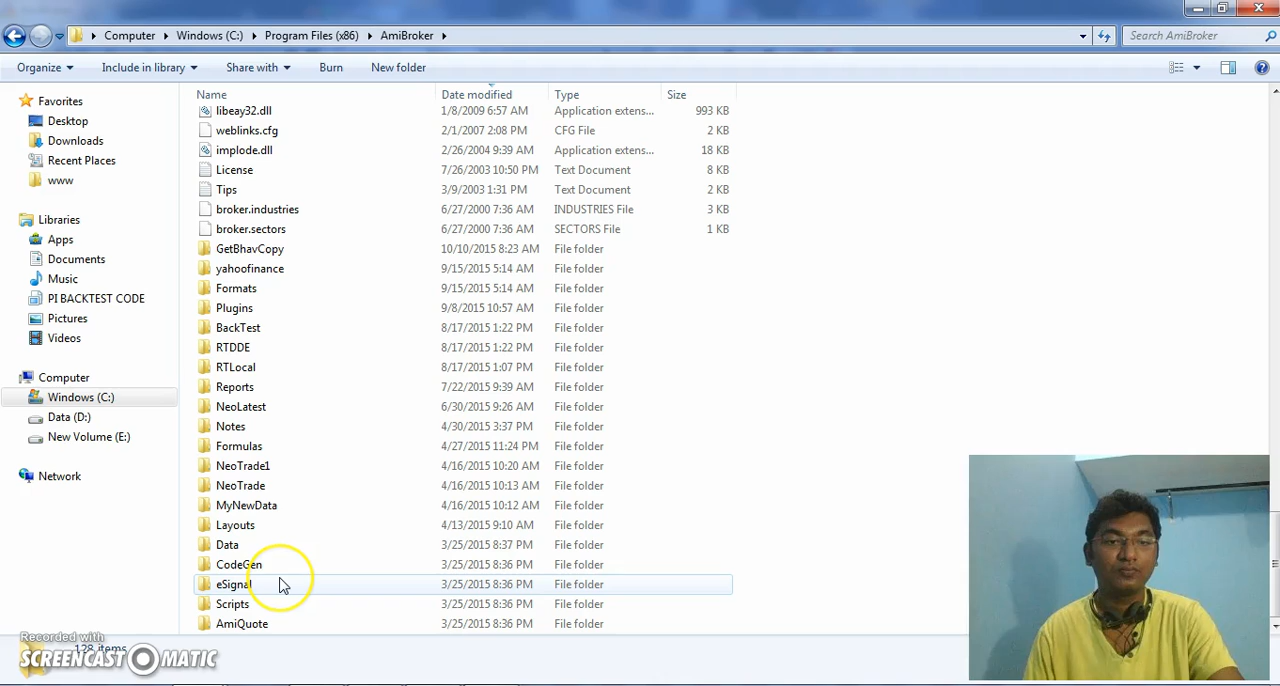 Computer Windows (C:) Program Files (x86) AmiBroker Search AmiBroker
Organize Include in library Share with Burn New folder
Name Date modified Type Size
Favorites
Desktop
Downloads
Recent Places
www
Libraries
Apps
Documents
Music
PI BACKTEST CODE
Pictures
Videos
Computer
Windows (C:)
Data (D:)
New Volume (E:)
Network
libeay32.dll 1/8/2009 6:57 AM Application extens... 993 KB
weblinks.cfg 2/1/2007 2:08 PM CFG File 2 KB
implode.dll 2/26/2004 9:39 AM Application extens... 18 KB
License 7/26/2003 10:50 PM Text Document 8 KB
Tips 3/9/2003 1:31 PM Text Document 2 KB
broker.industries 6/27/2000 7:36 AM INDUSTRIES File 3 KB
broker.sectors 6/27/2000 7:36 AM SECTORS File 1 KB
GetBhavCopy 10/10/2015 8:23 AM File folder
yahoofinance 9/15/2015 5:14 AM File folder
Formats 9/15/2015 5:14 AM File folder
Plugins 9/8/2015 10:57 AM File folder
BackTest 8/17/2015 1:22 PM File folder
RTDDE 8/17/2015 1:22 PM File folder
RTLocal 8/17/2015 1:07 PM File folder
Reports 7/22/2015 9:39 AM File folder
NeoLatest 6/30/2015 9:26 AM File folder
Notes 4/30/2015 3:37 PM File folder
Formulas 4/27/2015 11:24 PM File folder
NeoTrade1 4/16/2015 10:20 AM File folder
NeoTrade 4/16/2015 10:13 AM File folder
MyNewData 4/16/2015 10:12 AM File folder
Layouts 4/13/2015 9:10 AM File folder
Data 3/25/2015 8:37 PM File folder
CodeGen 3/25/2015 8:36 PM File folder
eSignal 3/25/2015 8:36 PM File folder
Scripts 3/25/2015 8:36 PM File folder
AmiQuote 3/25/2015 8:36 PM File folder
128 items
Recorded with
SCREENCAST MATIC